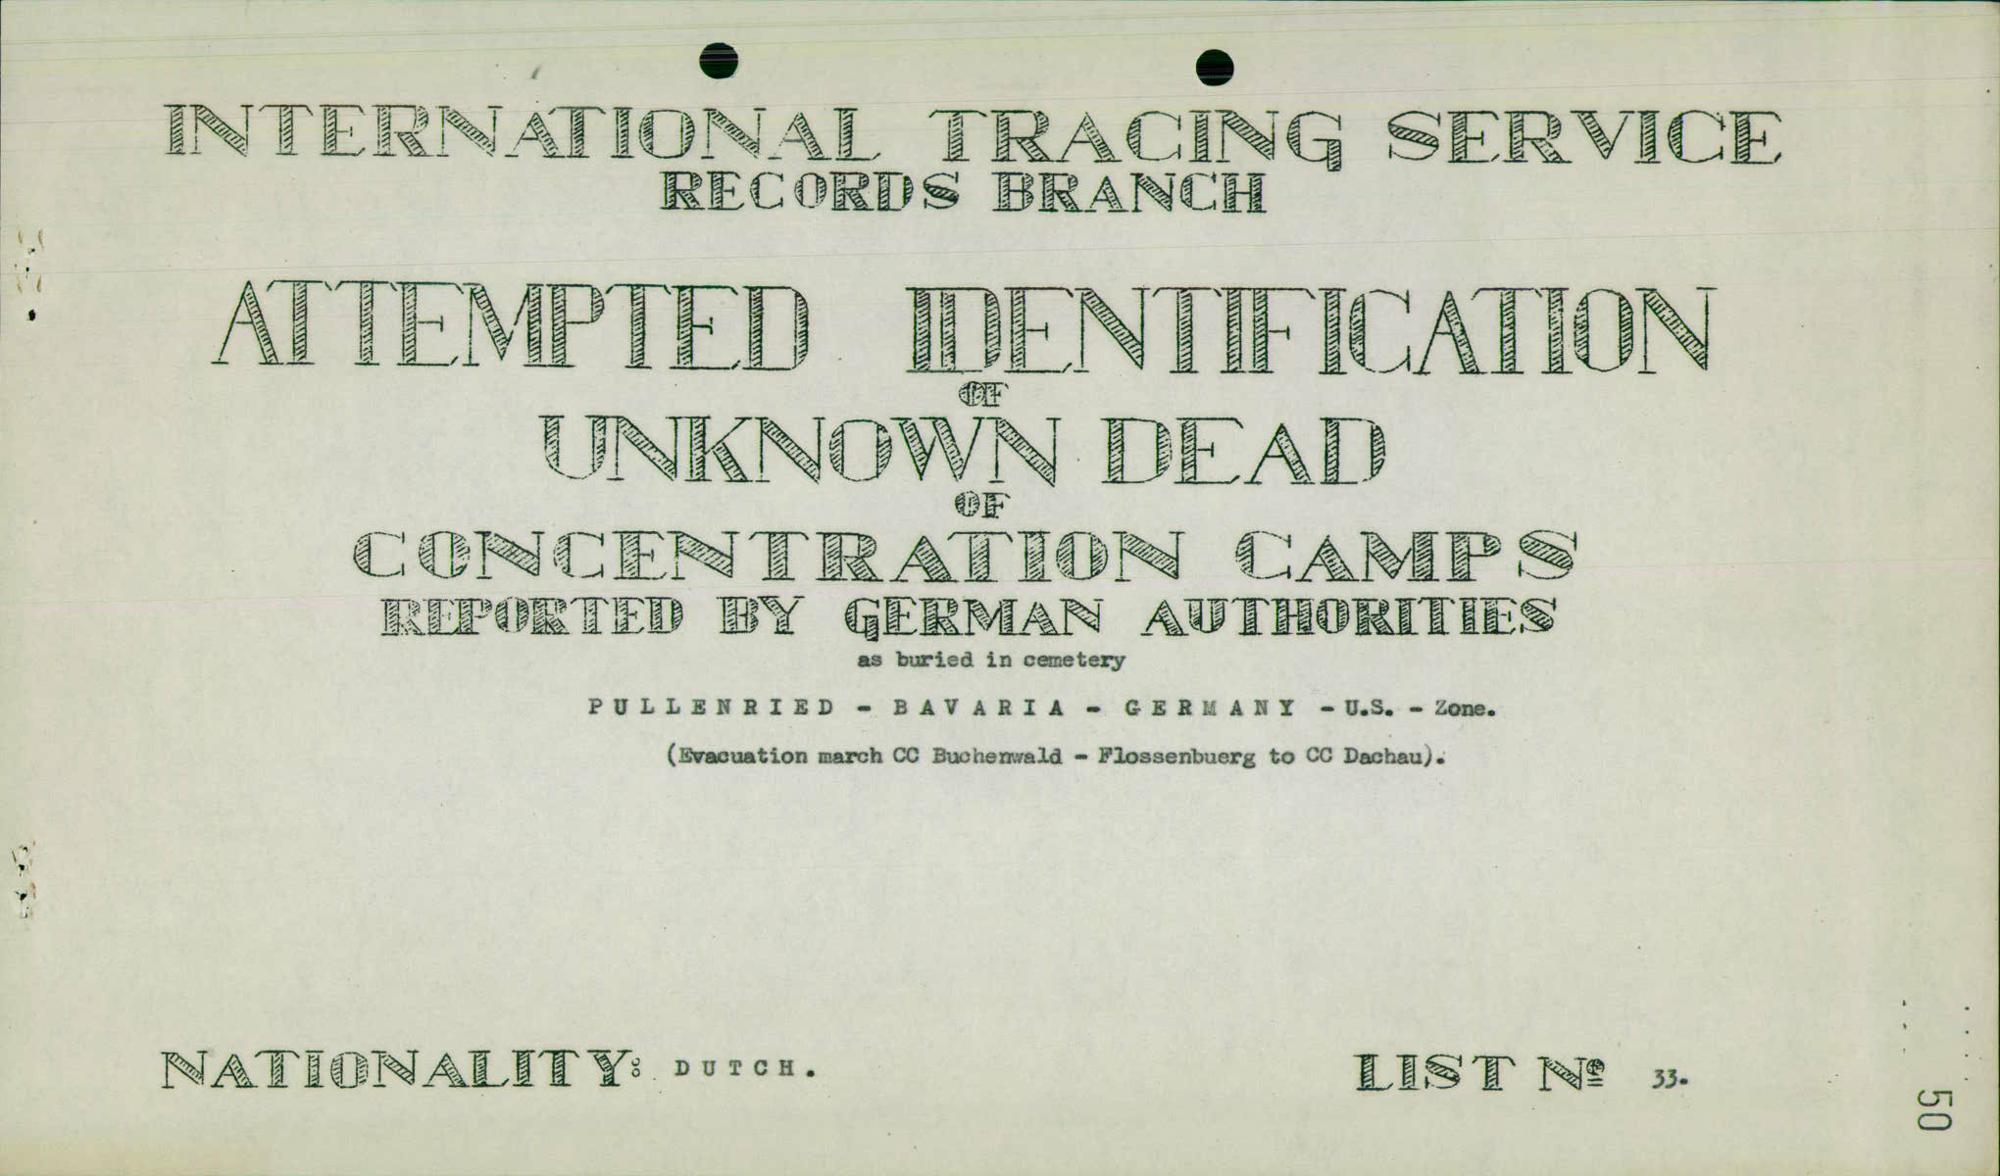 INTERNATIONAL TRACING SERVICE
RECORDS BRANCH
ATTEMPTED IDENTIFICATION
OF
UNKNOWN DEAD
OF
CONCENTRATION CAMPS
REPORTED BY GERMAN AUTHORITIES
as buried in cemetery
PULLENRIED - BAVARIA - GERMANY - U.S. - Zone.
(Evacuation march CC Buchenwald - Flossenbuerg to CC Dachau).
NATIONALITY: DUTCH.
LIST No 33.
50